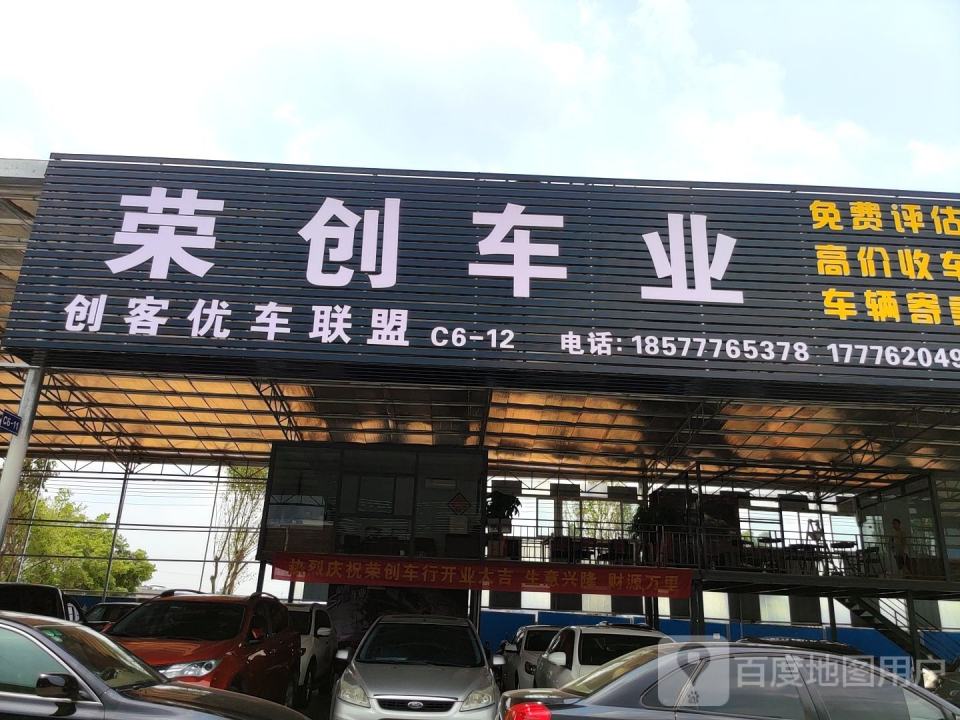 荣创车业
免费评估
高价收车
车辆寄
创客优车联盟 C6-12 电话: 18577765378 177762049
C6-11
热烈庆祝荣创车行开业大吉 生意兴隆 财源万里
百度地图用户